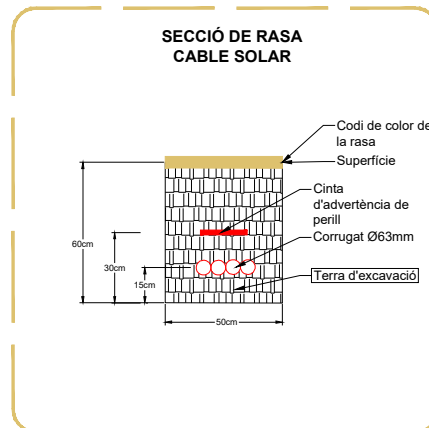 SECCIÓ DE RASA
CABLE SOLAR
Codi de color de
la rasa
Superfície
Cinta
d'advertència de
perill
Corrugat Ø63mm
Terra d'excavació
60cm
30cm
15cm
50cm